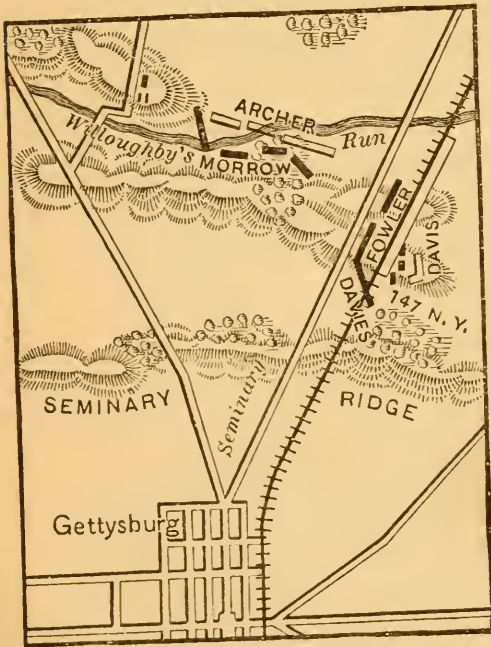 ARCHER
Willoughby's Run
MORROW
FOWLER
DAVIS
DAVIES
147 N. Y.
SEMINARY RIDGE
Seminary
Gettysburg